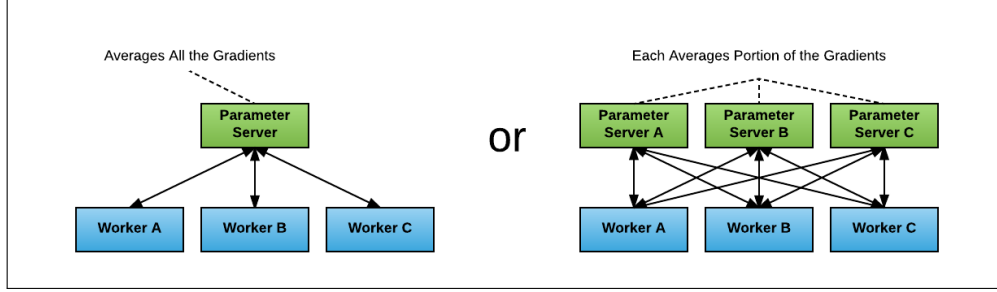 Averages All the Gradients
Parameter
Server
Worker A
Worker B
Worker C
or
Each Averages Portion of the Gradients
Parameter
Server A
Parameter
Server B
Parameter
Server C
Worker A
Worker B
Worker C